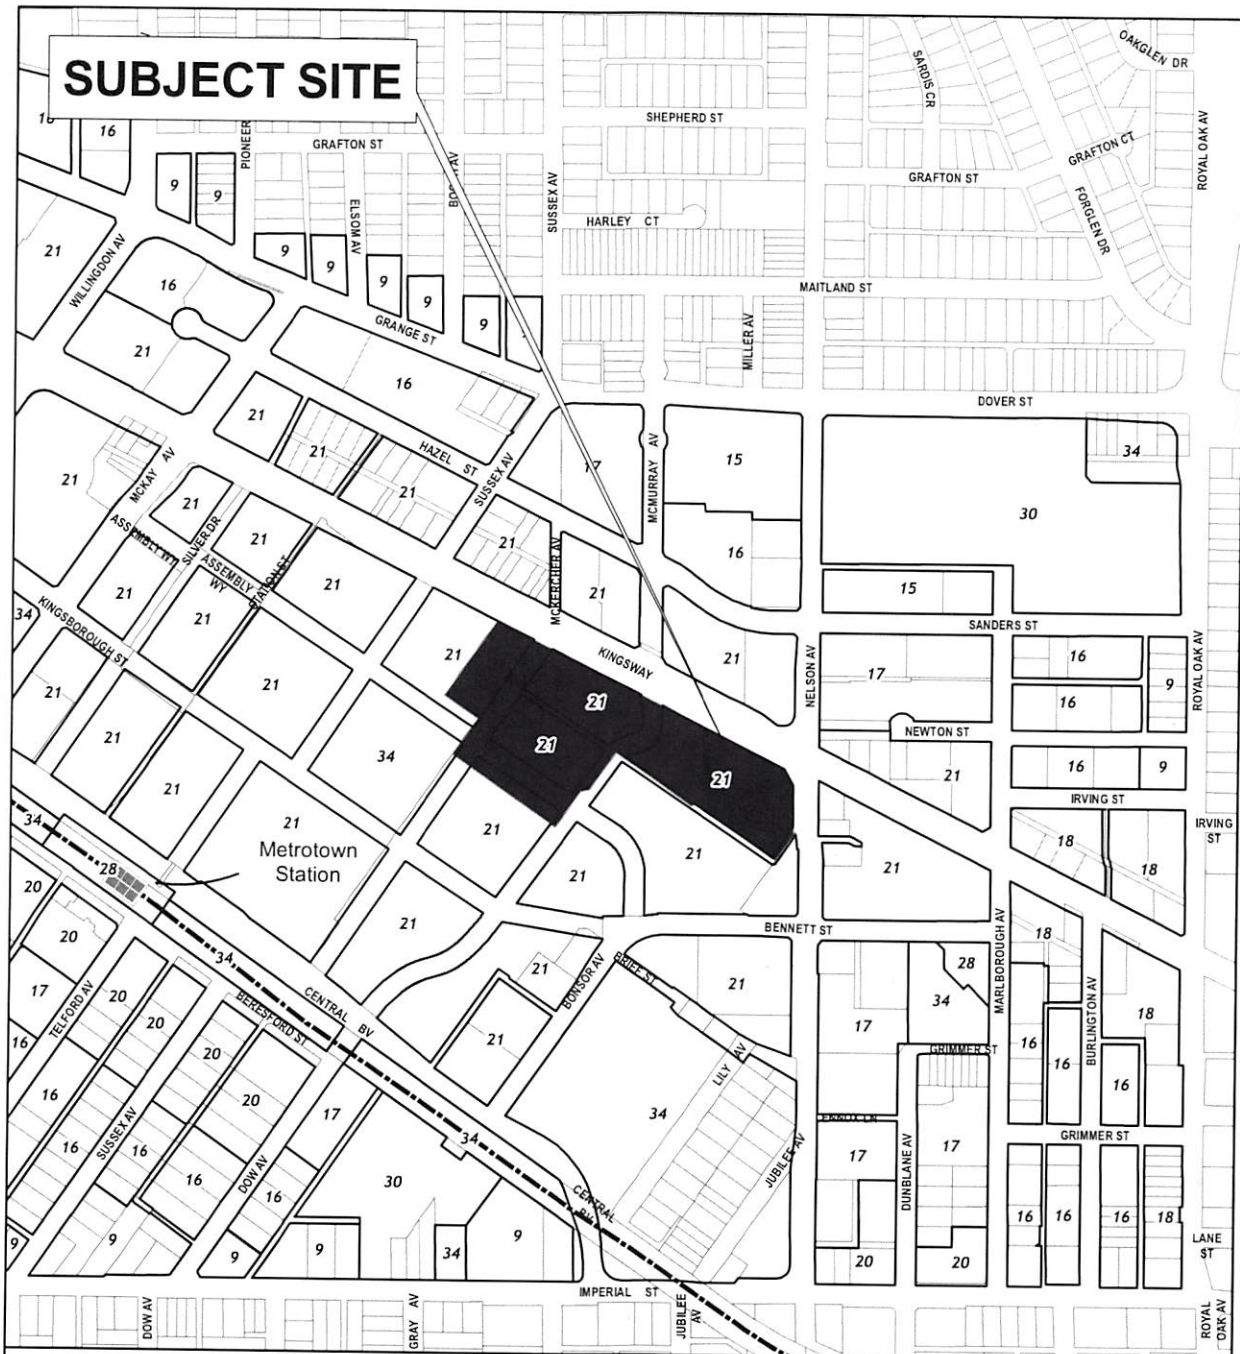 SUBJECT SITE
SHEPHERD ST
OAKGLEN DR
SARDIS CR
ROYAL OAK AV
GRAFTON CT
GRAFTON ST
GRAFTON ST
PIONEER
ELSOM AV
SUSSEX AV
HARLEY CT
FORGLEN DR
16
9
9
21
WILLINGDON AV
9
9
9
9
9
16
MAITLAND ST
MILLER AV
GRANGE ST
21
16
DOVER ST
21
21
HAZEL ST
21
SUSSEX AV
17
MCMURRAY AV
15
34
30
21
MCKAY AV
21
ASSEMBLY WY
SILVER DR
21
ASSEMBLY
WY
STATION ST
21
21
MCKERCHER AV
21
16
15
SANDERS ST
34
KINGSBOROUGH ST
21
21
21
KINGSWAY
21
NELSON AV
17
16
9
ROYAL OAK AV
16
21
21
21
21
NEWTON ST
21
34
21
21
21
16
9
IRVING ST
IRVING
ST
21
34
28
21
Metrotown
Station
21
21
21
21
18
18
20
20
34
21
BENNETT ST
MARLBOROUGH AV
18
17
TELFORD AV
20
20
BERESFORD ST
CENTRAL BV
21
BONSOR AV
BRIEF ST
21
28
34
17
18
BURLINGTON AV
16
16
20
20
17
21
LILY AV
34
GRIMMER ST
16
16
16
SUSSEX AV
16
16
16
DOW AV
16
34
30
JUBILEE AV
17
DUNBLANE AV
17
GRIMMER ST
9
9
9
9
34
9
CENTRAL
BV
20
20
16
16
16
18
LANE
ST
IMPERIAL ST
DOW AV
GRAY AV
JUBILEE
AV
ROYAL
OAK AV